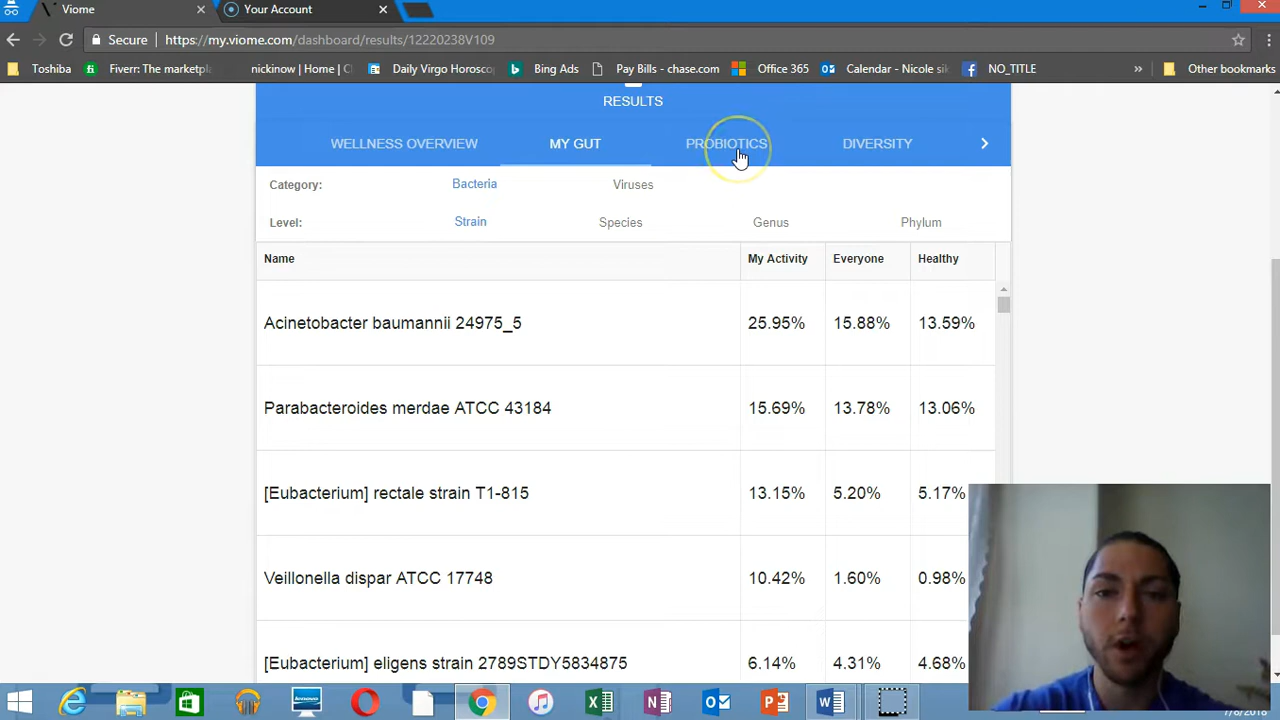 Viome
Your Account
Secure https://my.viome.com/dashboard/results/12220238V109
Toshiba Fiverr: The marketpl nickinow | Home | C Daily Virgo Horosco Bing Ads Pay Bills - chase.com Office 365 Calendar - Nicole sil NO_TITLE » Other bookmarks
RESULTS
WELLNESS OVERVIEW MY GUT PROBIOTICS DIVERSITY
Category: Bacteria Viruses
Level: Strain Species Genus Phylum
Name My Activity Everyone Healthy
Acinetobacter baumannii 24975_5 25.95% 15.88% 13.59%
Parabacteroides merdae ATCC 43184 15.69% 13.78% 13.06%
[Eubacterium] rectale strain T1-815 13.15% 5.20% 5.17%
Veillonella dispar ATCC 17748 10.42% 1.60% 0.98%
[Eubacterium] eligens strain 2789STDY5834875 6.14% 4.31% 4.68%
7/8/2018